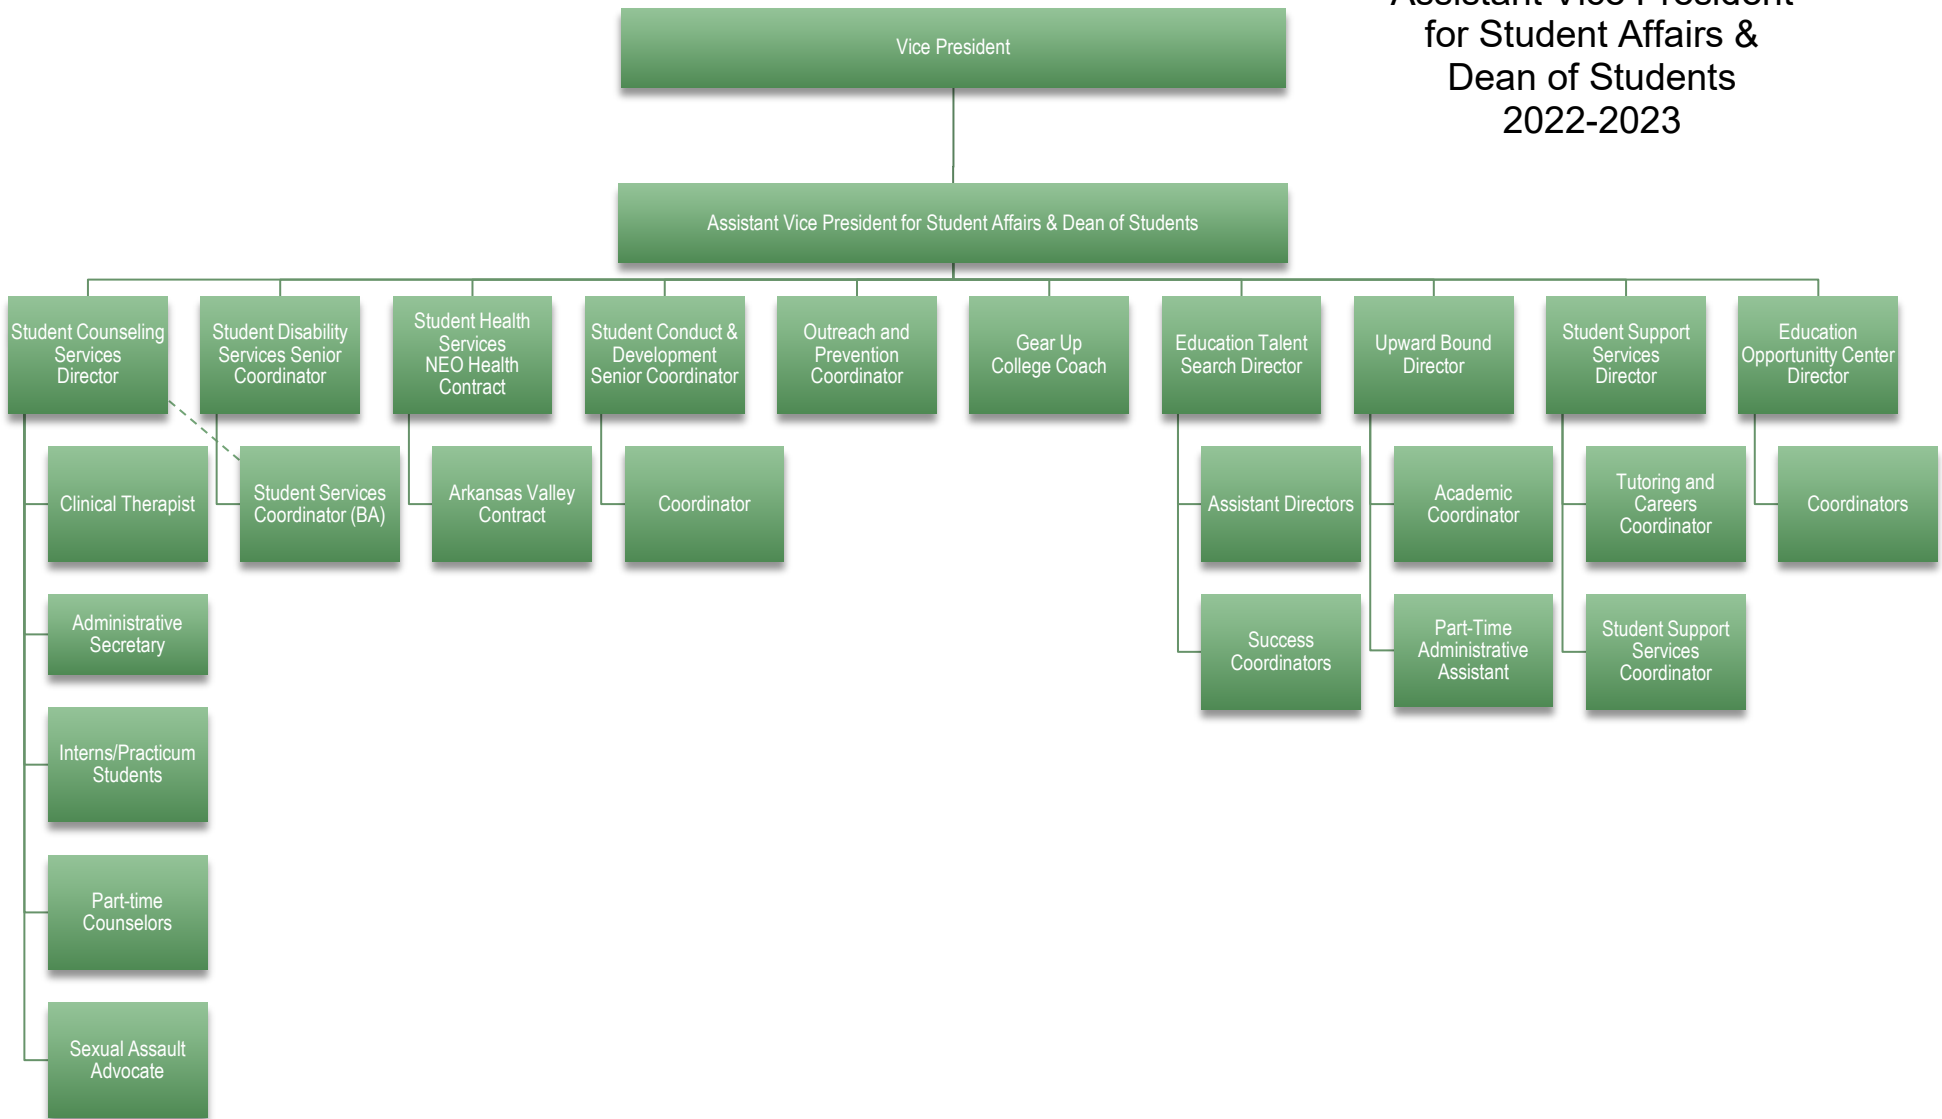 Assistant Vice President
for Student Affairs &
Dean of Students
2022-2023
Vice President
Assistant Vice President for Student Affairs & Dean of Students
Student Counseling
Services
Director
Student Disability
Services Senior
Coordinator
Student Health
Services
NEO Health
Contract
Student Conduct &
Development
Senior Coordinator
Outreach and
Prevention
Coordinator
Gear Up
College Coach
Education Talent
Search Director
Upward Bound
Director
Student Support
Services
Director
Education
Opportunitty Center
Director
Clinical Therapist
Student Services
Coordinator (BA)
Arkansas Valley
Contract
Coordinator
Assistant Directors
Academic
Coordinator
Tutoring and
Careers
Coordinator
Coordinators
Administrative
Secretary
Success
Coordinators
Part-Time
Administrative
Assistant
Student Support
Services
Coordinator
Interns/Practicum
Students
Part-time
Counselors
Sexual Assault
Advocate